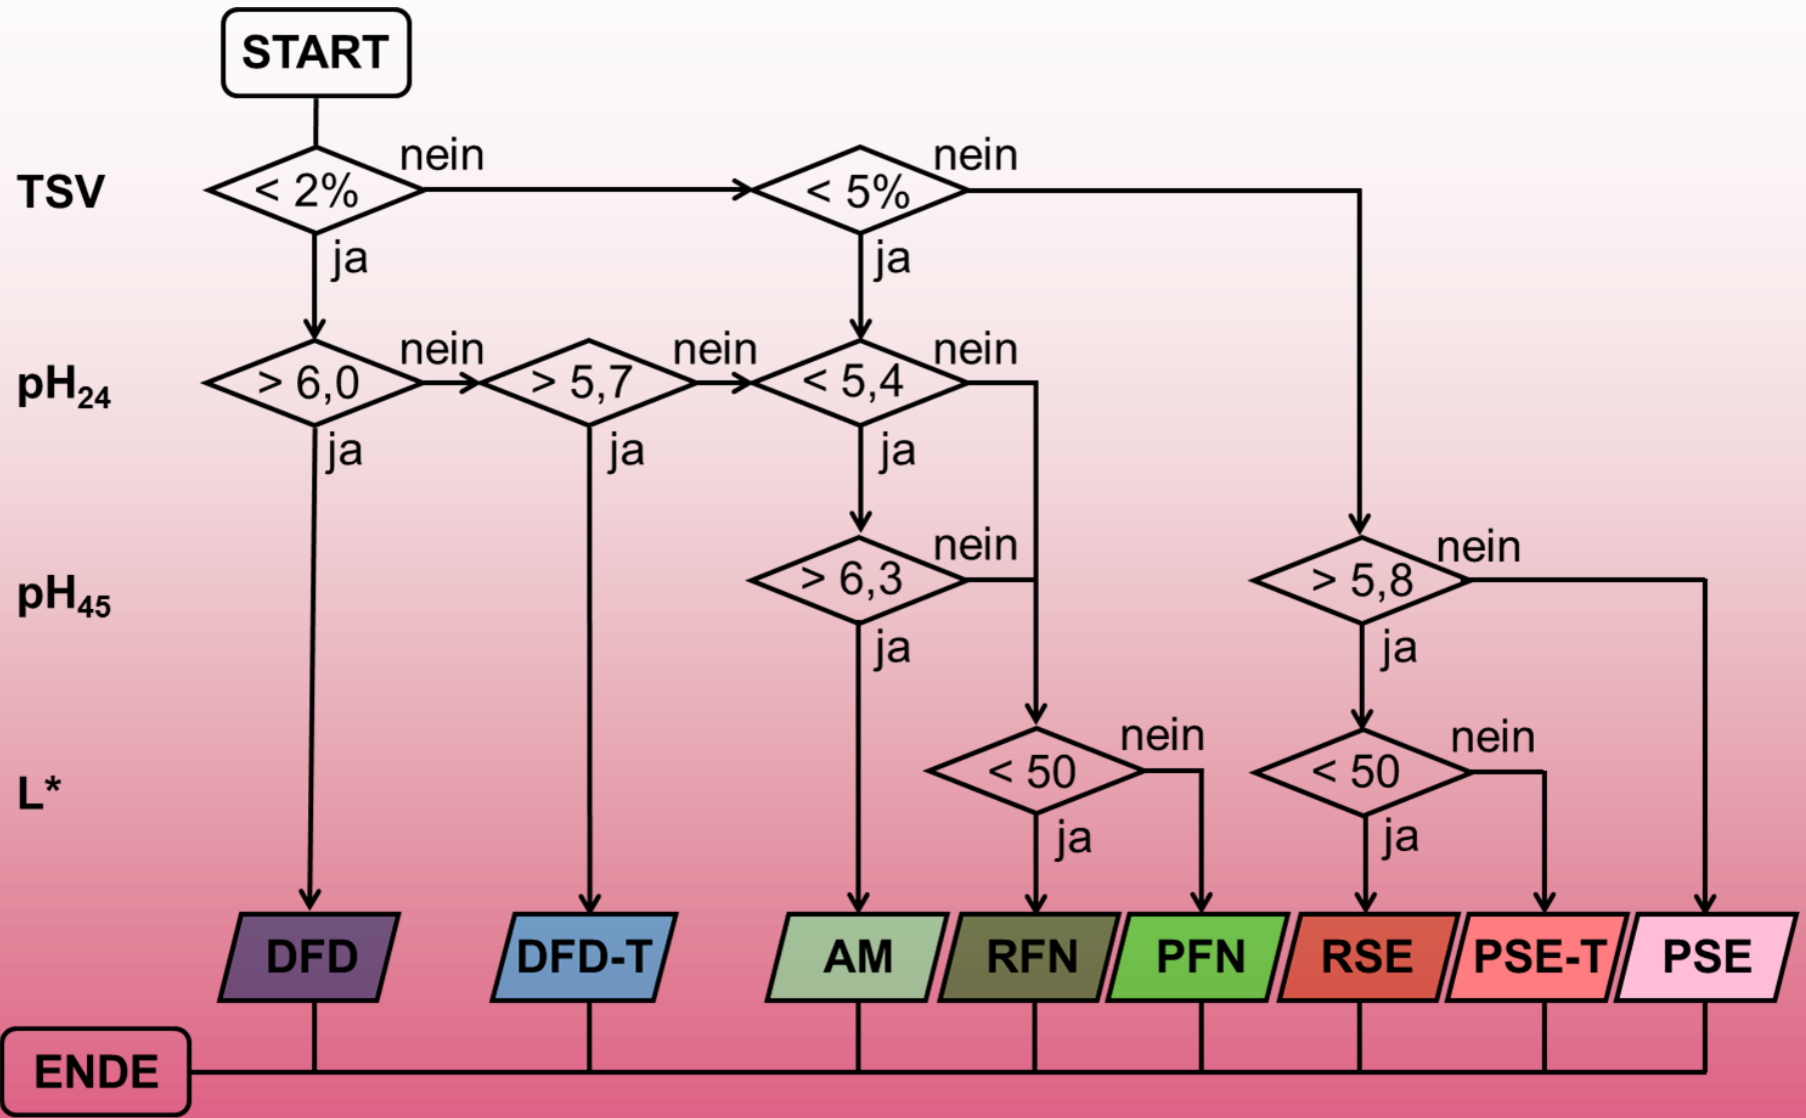 START
nein nein
TSV < 2% < 5%
ja ja
nein nein nein
pH24 > 6,0 > 5,7 < 5,4
ja ja ja
nein nein
pH45 > 6,3 > 5,8
ja ja
nein nein
L* < 50 < 50
ja ja
DFD DFD-T AM RFN PFN RSE PSE-T PSE
ENDE